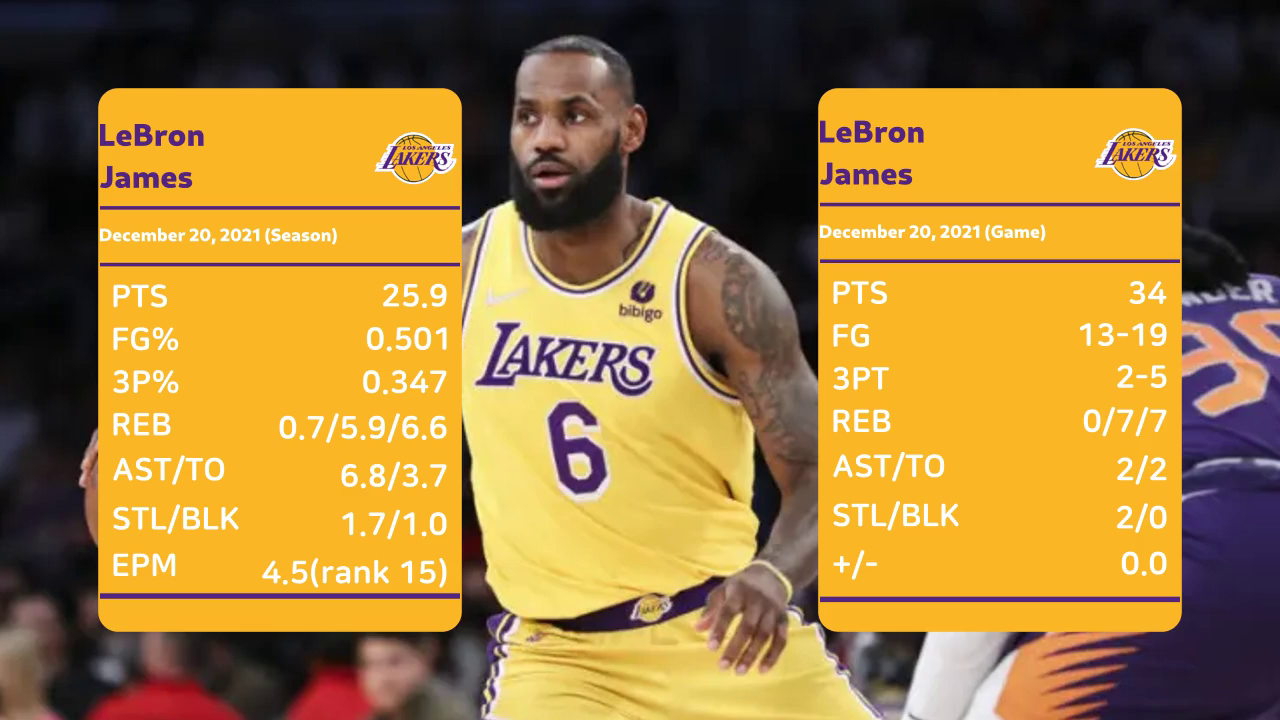 LeBron
James
LOS ANGELES
LAKERS
December 20, 2021 (Season)
PTS 25.9
FG% 0.501
3P% 0.347
REB 0.7/5.9/6.6
AST/TO 6.8/3.7
STL/BLK 1.7/1.0
EPM 4.5(rank 15)
bibigo
LAKERS
6
LAKERS
LeBron
James
LOS ANGELES
LAKERS
December 20, 2021 (Game)
PTS 34
FG 13-19
3PT 2-5
REB 0/7/7
AST/TO 2/2
STL/BLK 2/0
+/- 0.0